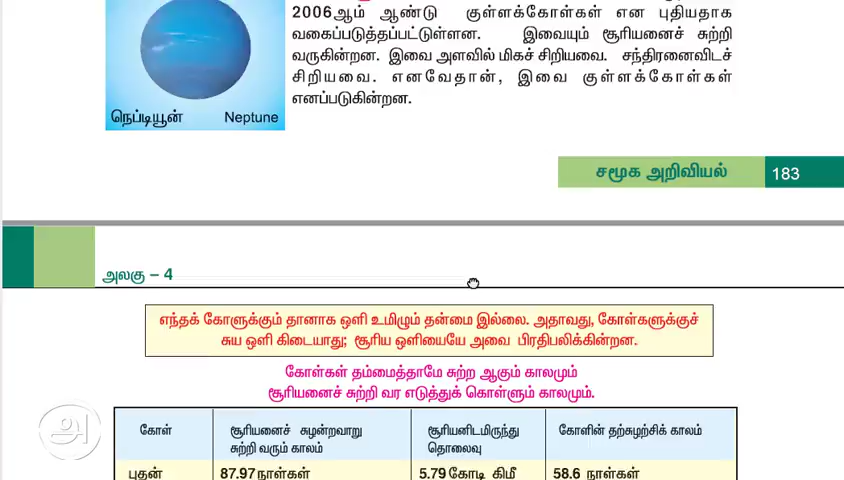 2006ஆம் ஆண்டு குள்ளக்கோள்கள் என புதியதாக
வகைப்படுத்தப்பட்டுள்ளன. இவையும் சூரியனைச் சுற்றி
வருகின்றன. இவை அளவில் மிகச் சிறியவை. சந்திரனைவிடச்
சிறியவை. எனவேதான், இவை குள்ளக்கோள்கள்
எனப்படுகின்றன.
நெப்டியூன் Neptune
சமூக அறிவியல் 183
அலகு – 4
எந்தக் கோளுக்கும் தானாக ஒளி உமிழும் தன்மை இல்லை. அதாவது, கோள்களுக்குச்
சுய ஒளி கிடையாது; சூரிய ஒளியையே அவை பிரதிபலிக்கின்றன.
கோள்கள் தம்மைத்தாமே சுற்ற ஆகும் காலமும்
சூரியனைச் சுற்றி வர எடுத்துக் கொள்ளும் காலமும்.
கோள் சூரியனைச் சுழன்றவாறு சூரியனிடமிருந்து கோளின் தற்சுழற்சிக் காலம்
சுற்றி வரும் காலம் தொலைவு
புதன் 87.97நாள்கள் 5.79கோடி கிமீ 58.6 நாள்கள்
அ